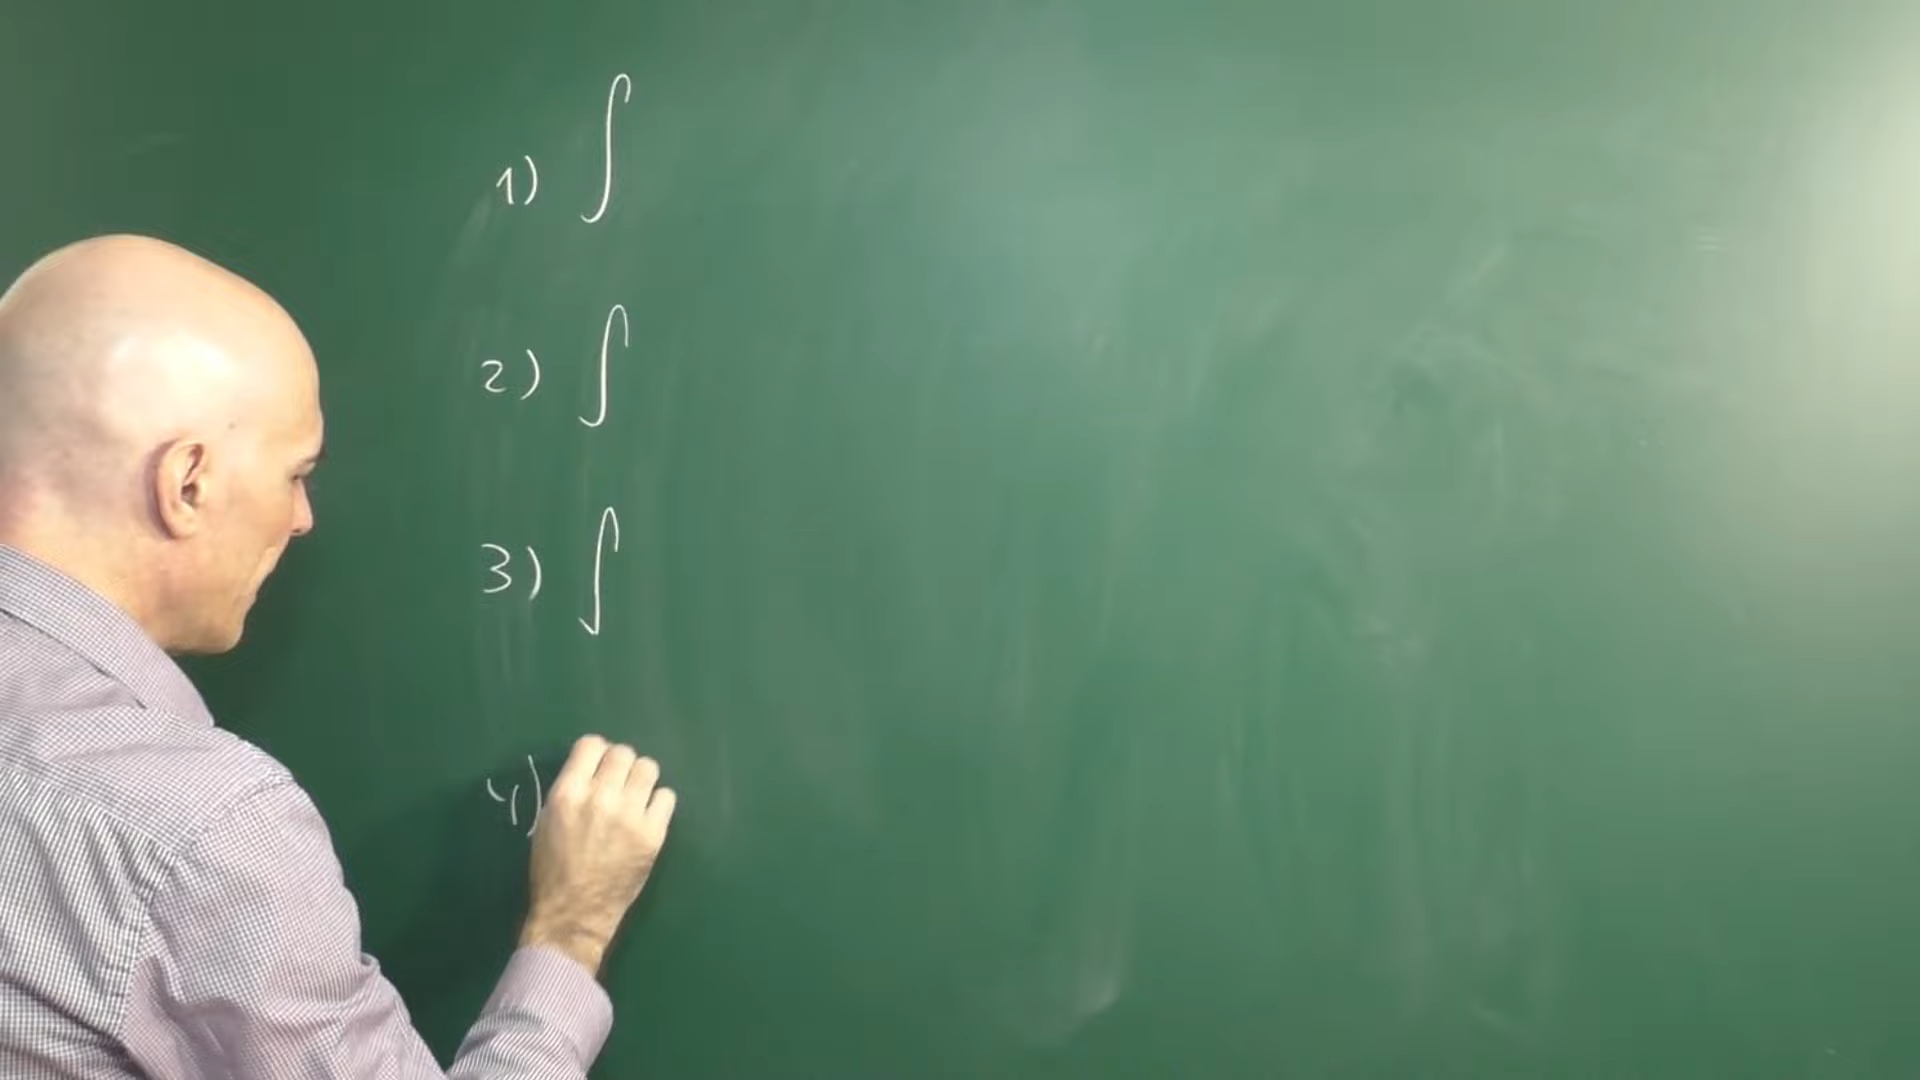 1) ∫
2) ∫
3) ∫
4)